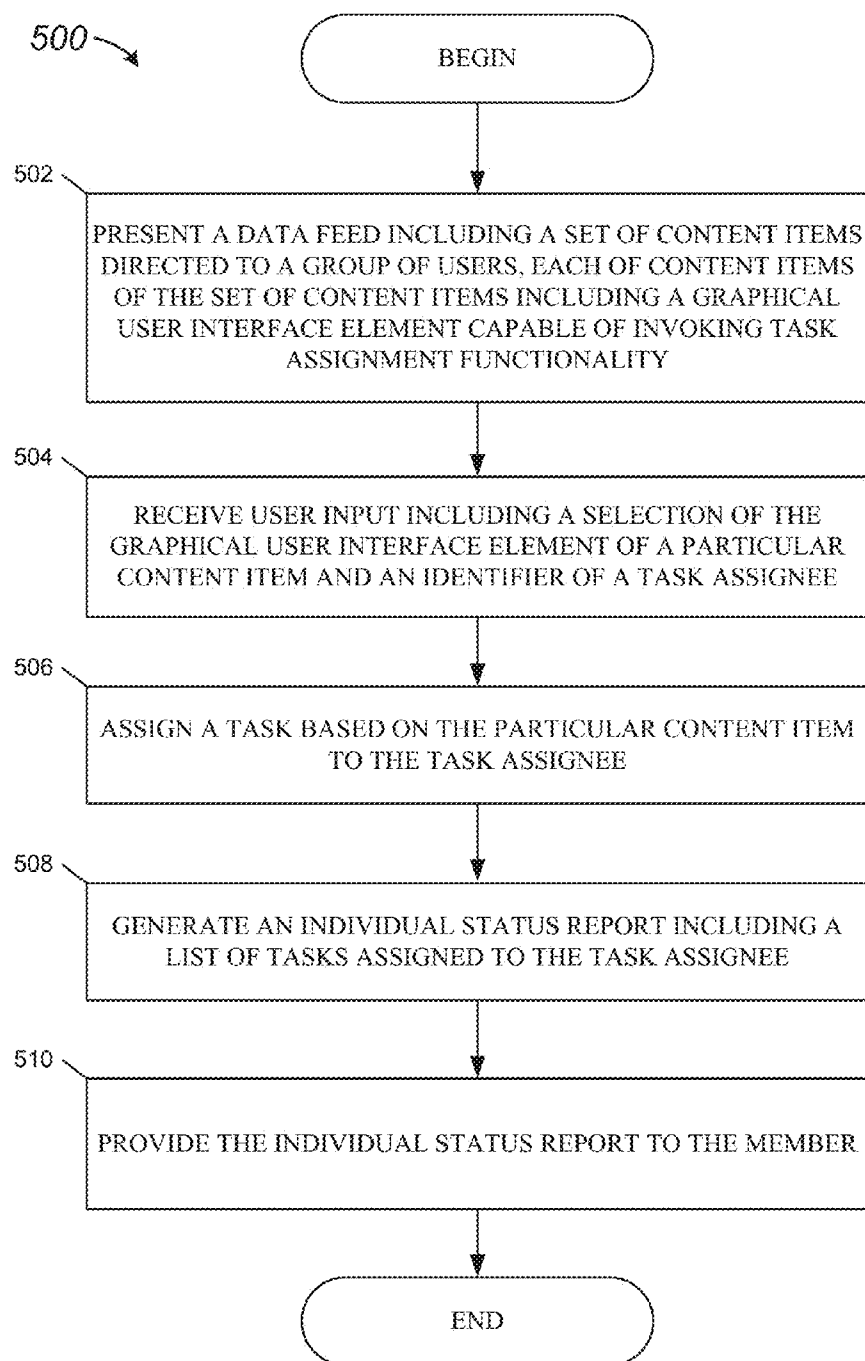 500
BEGIN
502
PRESENT A DATA FEED INCLUDING A SET OF CONTENT ITEMS
DIRECTED TO A GROUP OF USERS, EACH OF CONTENT ITEMS
OF THE SET OF CONTENT ITEMS INCLUDING A GRAPHICAL
USER INTERFACE ELEMENT CAPABLE OF INVOKING TASK
ASSIGNMENT FUNCTIONALITY
504
RECEIVE USER INPUT INCLUDING A SELECTION OF THE
GRAPHICAL USER INTERFACE ELEMENT OF A PARTICULAR
CONTENT ITEM AND AN IDENTIFIER OF A TASK ASSIGNEE
506
ASSIGN A TASK BASED ON THE PARTICULAR CONTENT ITEM
TO THE TASK ASSIGNEE
508
GENERATE AN INDIVIDUAL STATUS REPORT INCLUDING A
LIST OF TASKS ASSIGNED TO THE TASK ASSIGNEE
510
PROVIDE THE INDIVIDUAL STATUS REPORT TO THE MEMBER
END